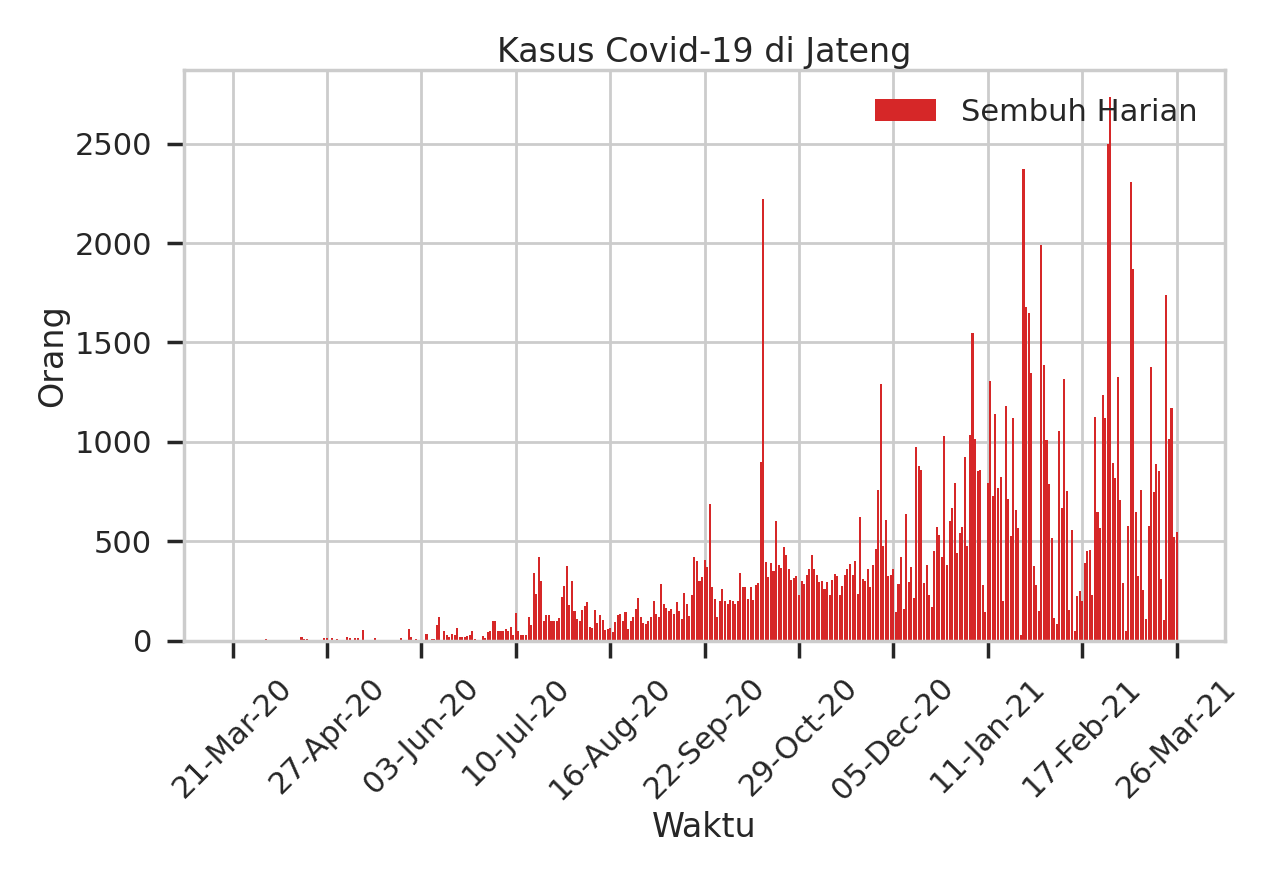 Kasus Covid-19 di Jateng
Sembuh Harian
2500
2000
1500
1000
500
0
Orang
21-Mar-20
27-Apr-20
03-Jun-20
10-Jul-20
16-Aug-20
22-Sep-20
29-Oct-20
05-Dec-20
11-Jan-21
17-Feb-21
26-Mar-21
Waktu